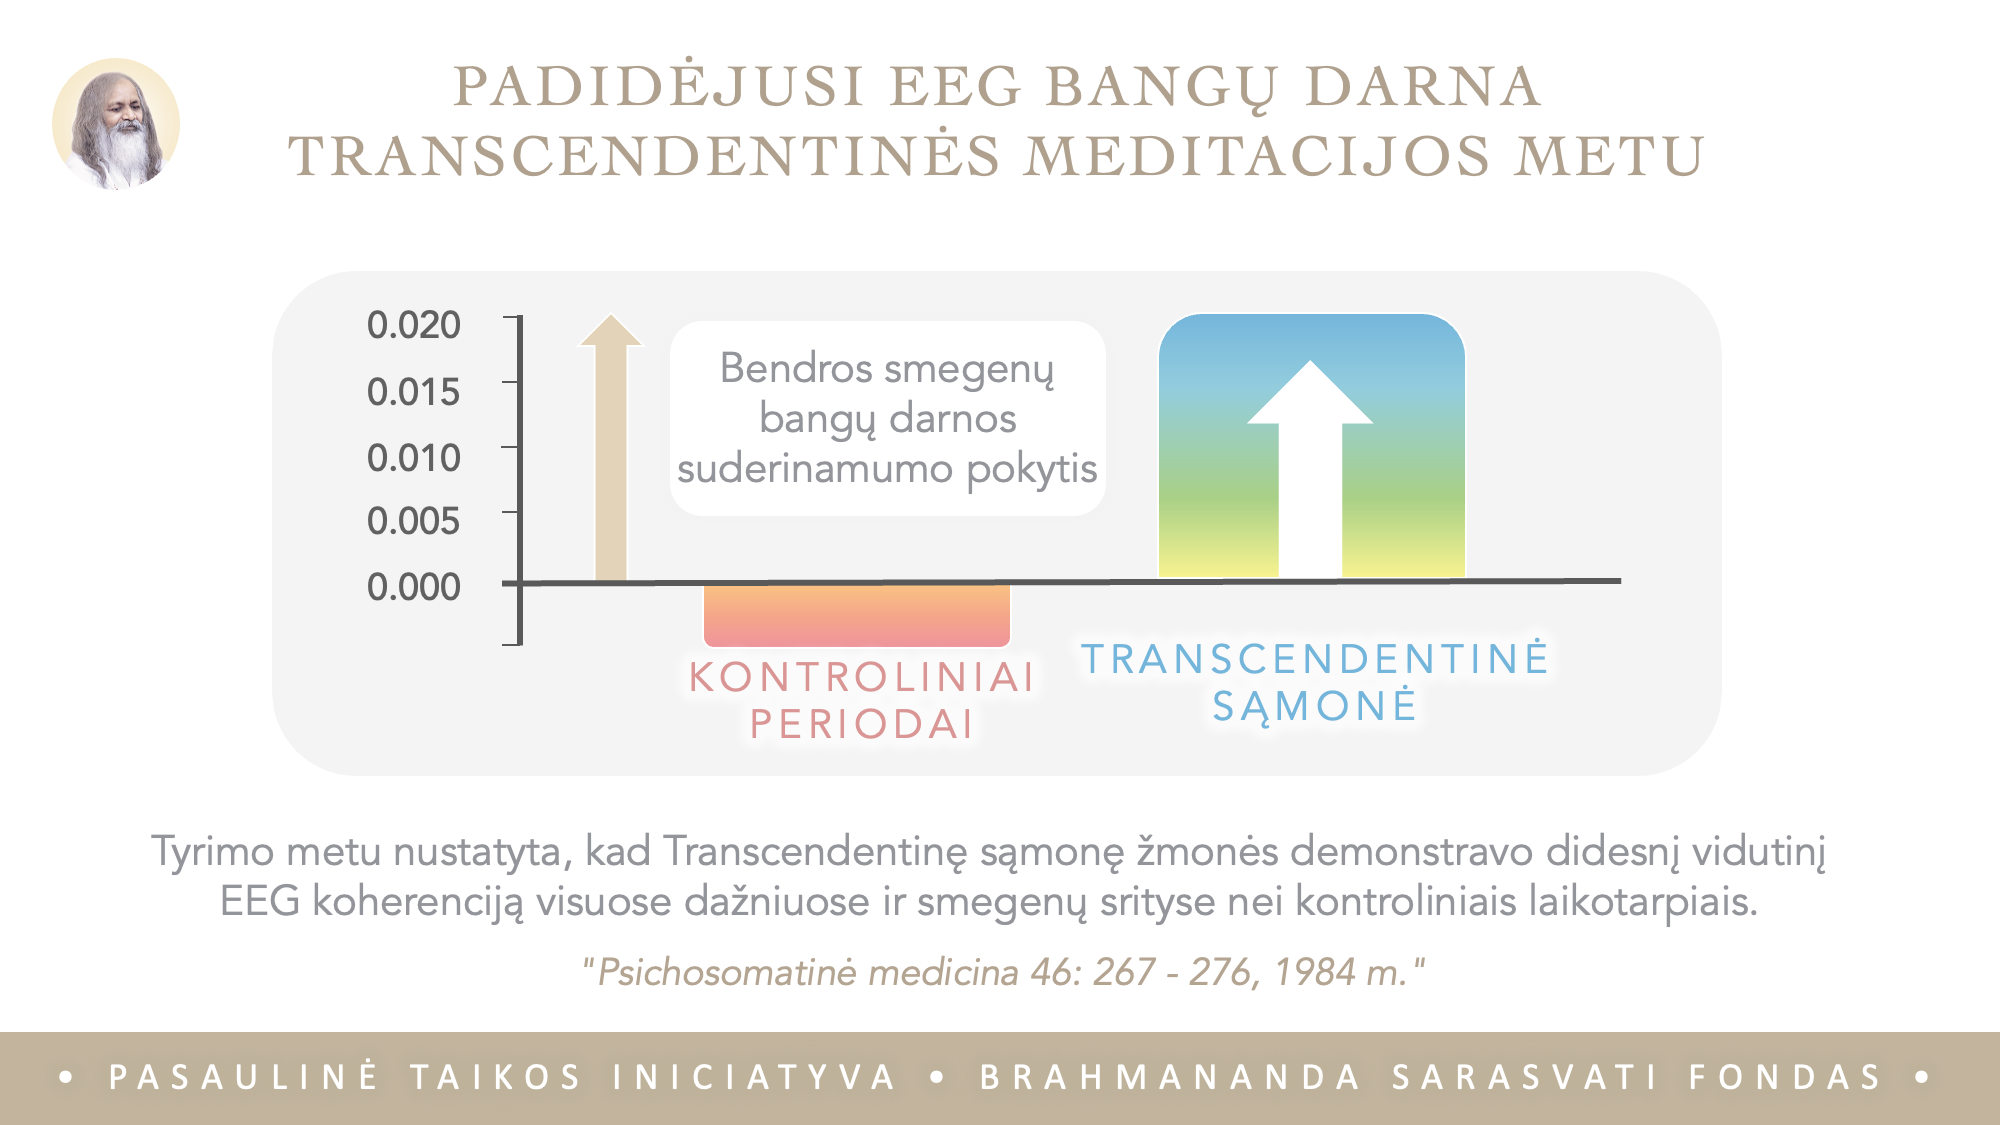 PADIDĖJUSI EEG BANGŲ DARNA
TRANSCENDENTINĖS MEDITACIJOS METU
0.020
0.015
0.010
0.005
0.000
Bendros smegenų
bangų darnos
suderinamumo pokytis
KONTROLINIAI
PERIODAI
TRANSCENDENTINĖ
SĄMONĖ
Tyrimo metu nustatyta, kad Transcendentinę sąmonę žmonės demonstravo didesnį vidutinį
EEG koherenciją visuose dažniuose ir smegenų srityse nei kontroliniais laikotarpiais.
"Psichosomatinė medicina 46: 267 - 276, 1984 m."
• PASAULINĖ TAIKOS INICIATYVA • BRAHMANANDA SARASVATI FONDAS •